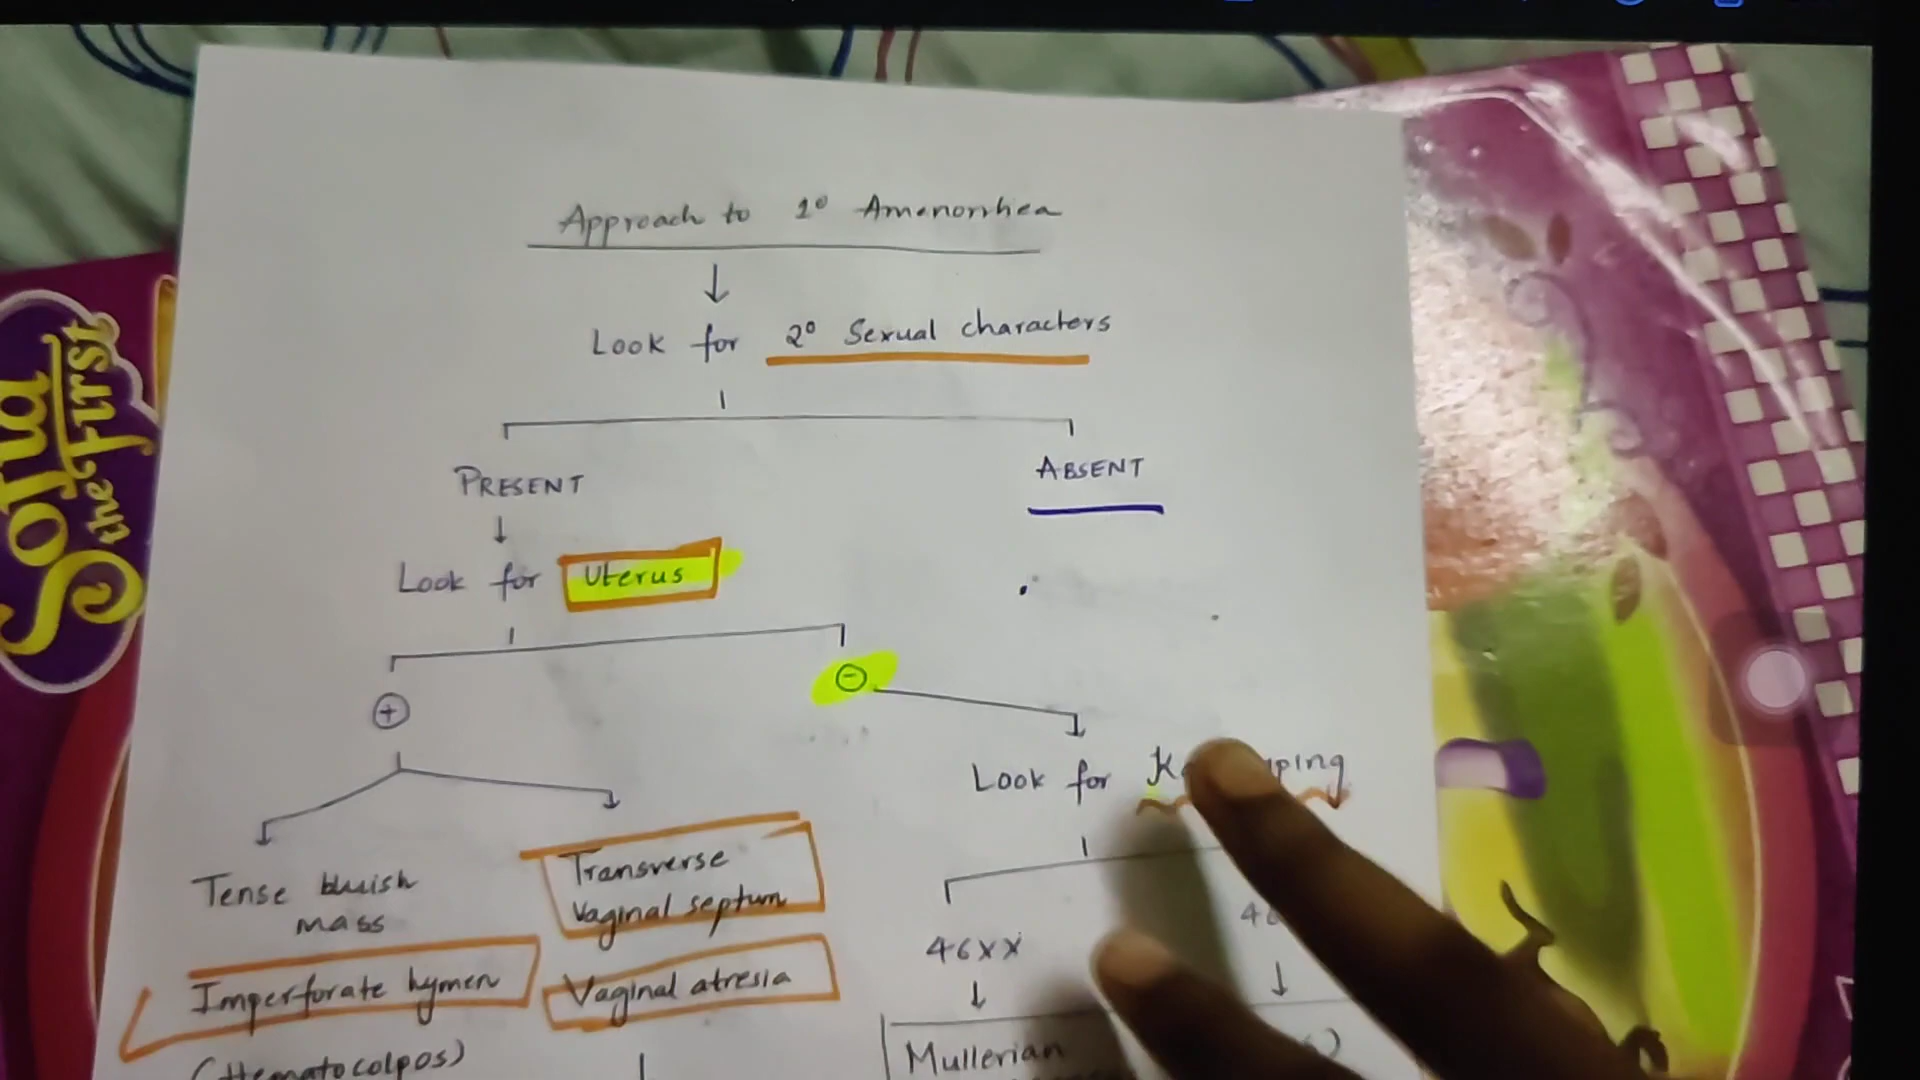 Sofia
the First
Approach to 1° Amenorrhea
Look for 2° Sexual characters
PRESENT
ABSENT
Look for Uterus
+
−
Look for
Tense bluish
mass
Transverse
Vaginal septum
Imperforate hymen
Vaginal atresia
(Hematocolpos)
46XX
Mullerian